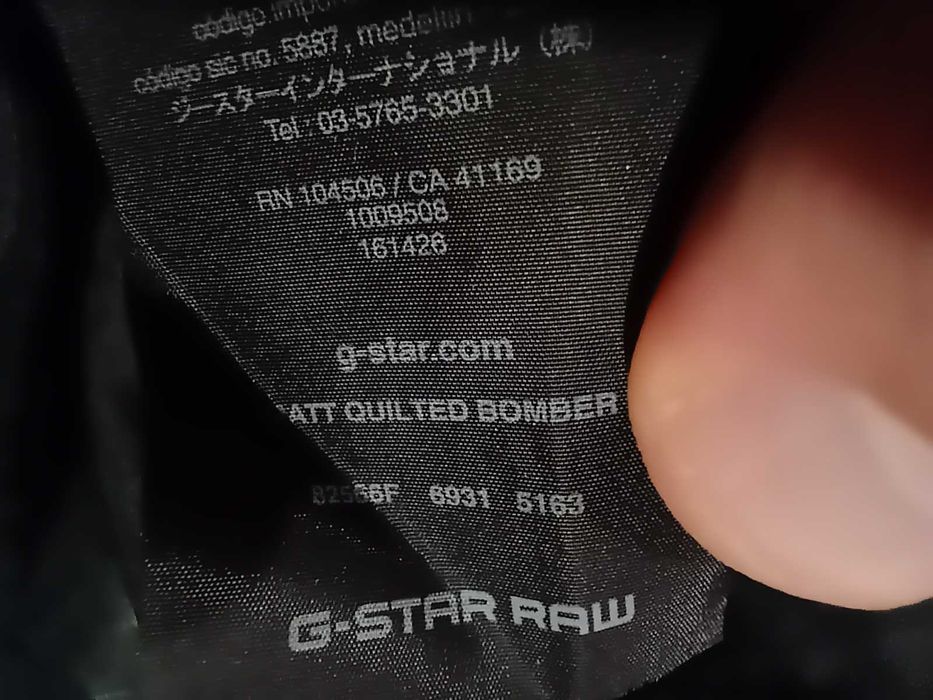 código
código sic no. 5887, medellin
ジースターインターナショナル (株)
Tel : 03-5765-3301
RN 104506 / CA 41169
1009508
161426
g-star.com
ATT QUILTED BOMBER
6931 5163
G-STAR RAW